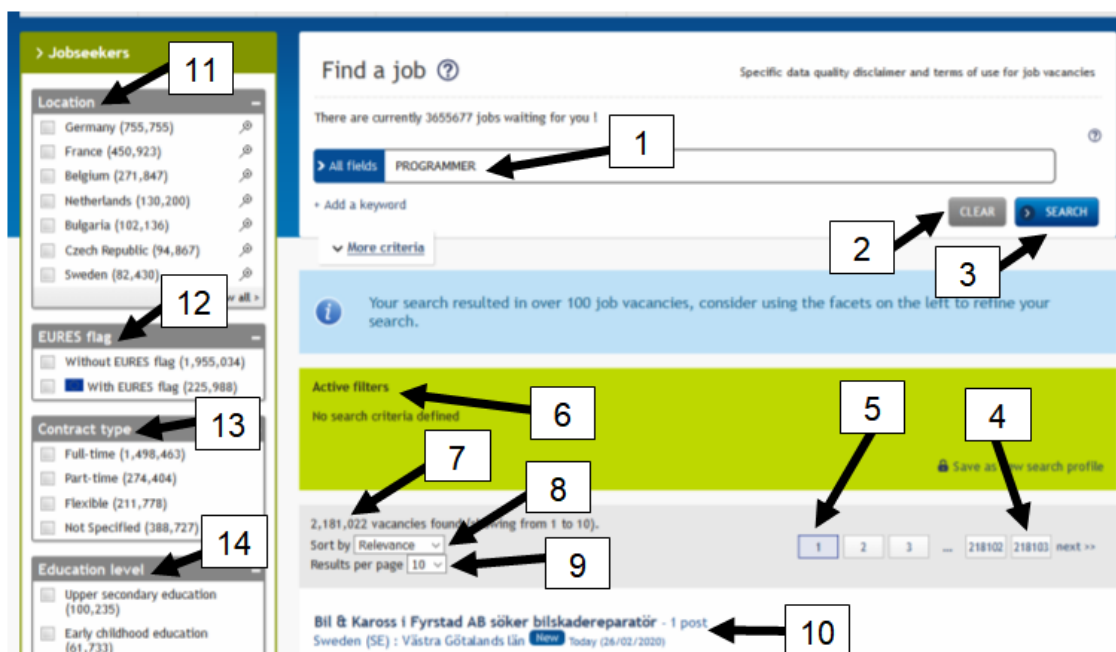 > Jobseekers
11
Location
Germany (755,755)
France (450,923)
Belgium (271,847)
Netherlands (130,200)
Bulgaria (102,136)
Czech Republic (94,867)
Sweden (82,430)
all >
12
EURES flag
Without EURES flag (1,955,034)
With EURES flag (225,988)
Contract type
13
Full-time (1,498,463)
Part-time (274,404)
Flexible (211,778)
Not Specified (388,727)
14
Education level
Upper secondary education
(100,235)
Early childhood education
(61,733)
Find a job ?
Specific data quality disclaimer and terms of use for job vacancies
There are currently 3655677 jobs waiting for you !
1
?
> All fields PROGRAMMER
+ Add a keyword
CLEAR > SEARCH
2
3
More criteria
i
Your search resulted in over 100 job vacancies, consider using the facets on the left to refine your
search.
Active filters
No search criteria defined
6
5
4
7
8
Save as new search profile
2,181,022 vacancies found (showing from 1 to 10).
Sort by Relevance
Results per page 10
9
1 2 3 ... 218102 218103 next >>
Bil & Kaross i Fyrstad AB söker bilskadereparatör - 1 post
10
Sweden (SE) : Västra Götalands län New Today (26/02/2020)